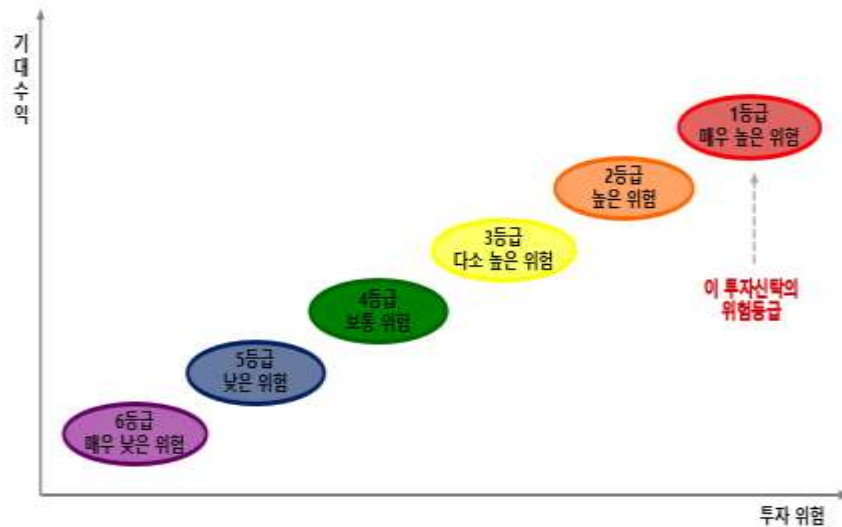 기대수익
1등급
매우 높은 위험
2등급
높은 위험
3등급
다소 높은 위험
이 투자신탁의
위험등급
4등급
보통 위험
5등급
낮은 위험
6등급
매우 낮은 위험
투자 위험